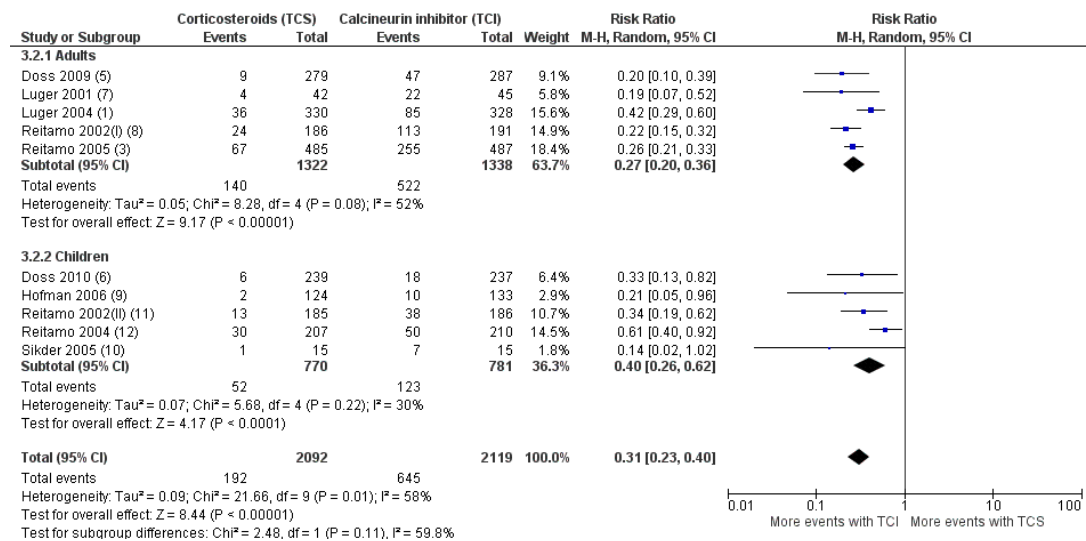 Corticosteroids (TCS) Calcineurin inhibitor (TCI) Risk Ratio Risk Ratio
Study or Subgroup Events Total Events Total Weight M-H, Random, 95% CI M-H, Random, 95% CI
3.2.1 Adults
Doss 2009 (5) 9 279 47 287 9.1% 0.20 [0.10, 0.39]
Luger 2001 (7) 4 42 22 45 5.8% 0.19 [0.07, 0.52]
Luger 2004 (1) 36 330 85 328 15.6% 0.42 [0.29, 0.60]
Reitamo 2002(I) (8) 24 186 113 191 14.9% 0.22 [0.15, 0.32]
Reitamo 2005 (3) 67 485 255 487 18.4% 0.26 [0.21, 0.33]
Subtotal (95% CI) 1322 1338 63.7% 0.27 [0.20, 0.36]
Total events 140 522
Heterogeneity: Tau² = 0.05; Chi² = 8.28, df = 4 (P = 0.08); I² = 52%
Test for overall effect: Z = 9.17 (P < 0.00001)
3.2.2 Children
Doss 2010 (6) 6 239 18 237 6.4% 0.33 [0.13, 0.82]
Hofman 2006 (9) 2 124 10 133 2.9% 0.21 [0.05, 0.96]
Reitamo 2002(II) (11) 13 185 38 186 10.7% 0.34 [0.19, 0.62]
Reitamo 2004 (12) 30 207 50 210 14.5% 0.61 [0.40, 0.92]
Sikder 2005 (10) 1 15 7 15 1.8% 0.14 [0.02, 1.02]
Subtotal (95% CI) 770 781 36.3% 0.40 [0.26, 0.62]
Total events 52 123
Heterogeneity: Tau² = 0.07; Chi² = 5.68, df = 4 (P = 0.22); I² = 30%
Test for overall effect: Z = 4.17 (P < 0.0001)
Total (95% CI) 2092 2119 100.0% 0.31 [0.23, 0.40]
Total events 192 645
Heterogeneity: Tau² = 0.09; Chi² = 21.66, df = 9 (P = 0.01); I² = 58%
Test for overall effect: Z = 8.44 (P < 0.00001)
Test for subgroup differences: Chi² = 2.48, df = 1 (P = 0.11), I² = 59.8%
0.01 0.1 1 10 100
More events with TCI More events with TCS